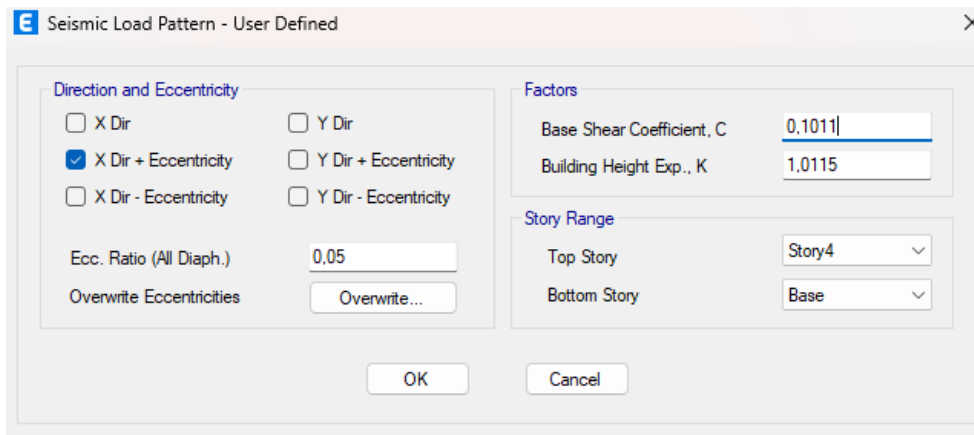 E Seismic Load Pattern - User Defined
Direction and Eccentricity
X Dir Y Dir
X Dir + Eccentricity Y Dir + Eccentricity
X Dir - Eccentricity Y Dir - Eccentricity
Ecc. Ratio (All Diaph.) 0,05
Overwrite Eccentricities Overwrite...
Factors
Base Shear Coefficient, C 0,1011
Building Height Exp., K 1,0115
Story Range
Top Story Story4
Bottom Story Base
OK Cancel